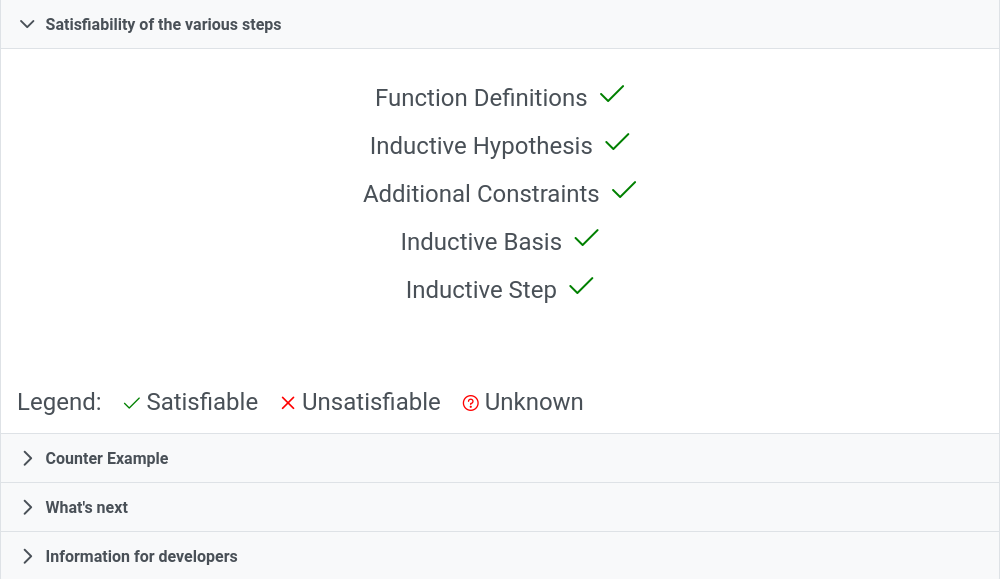 Satisfiability of the various steps
Function Definitions
Inductive Hypothesis
Additional Constraints
Inductive Basis
Inductive Step
Legend: Satisfiable Unsatisfiable Unknown
Counter Example
What's next
Information for developers